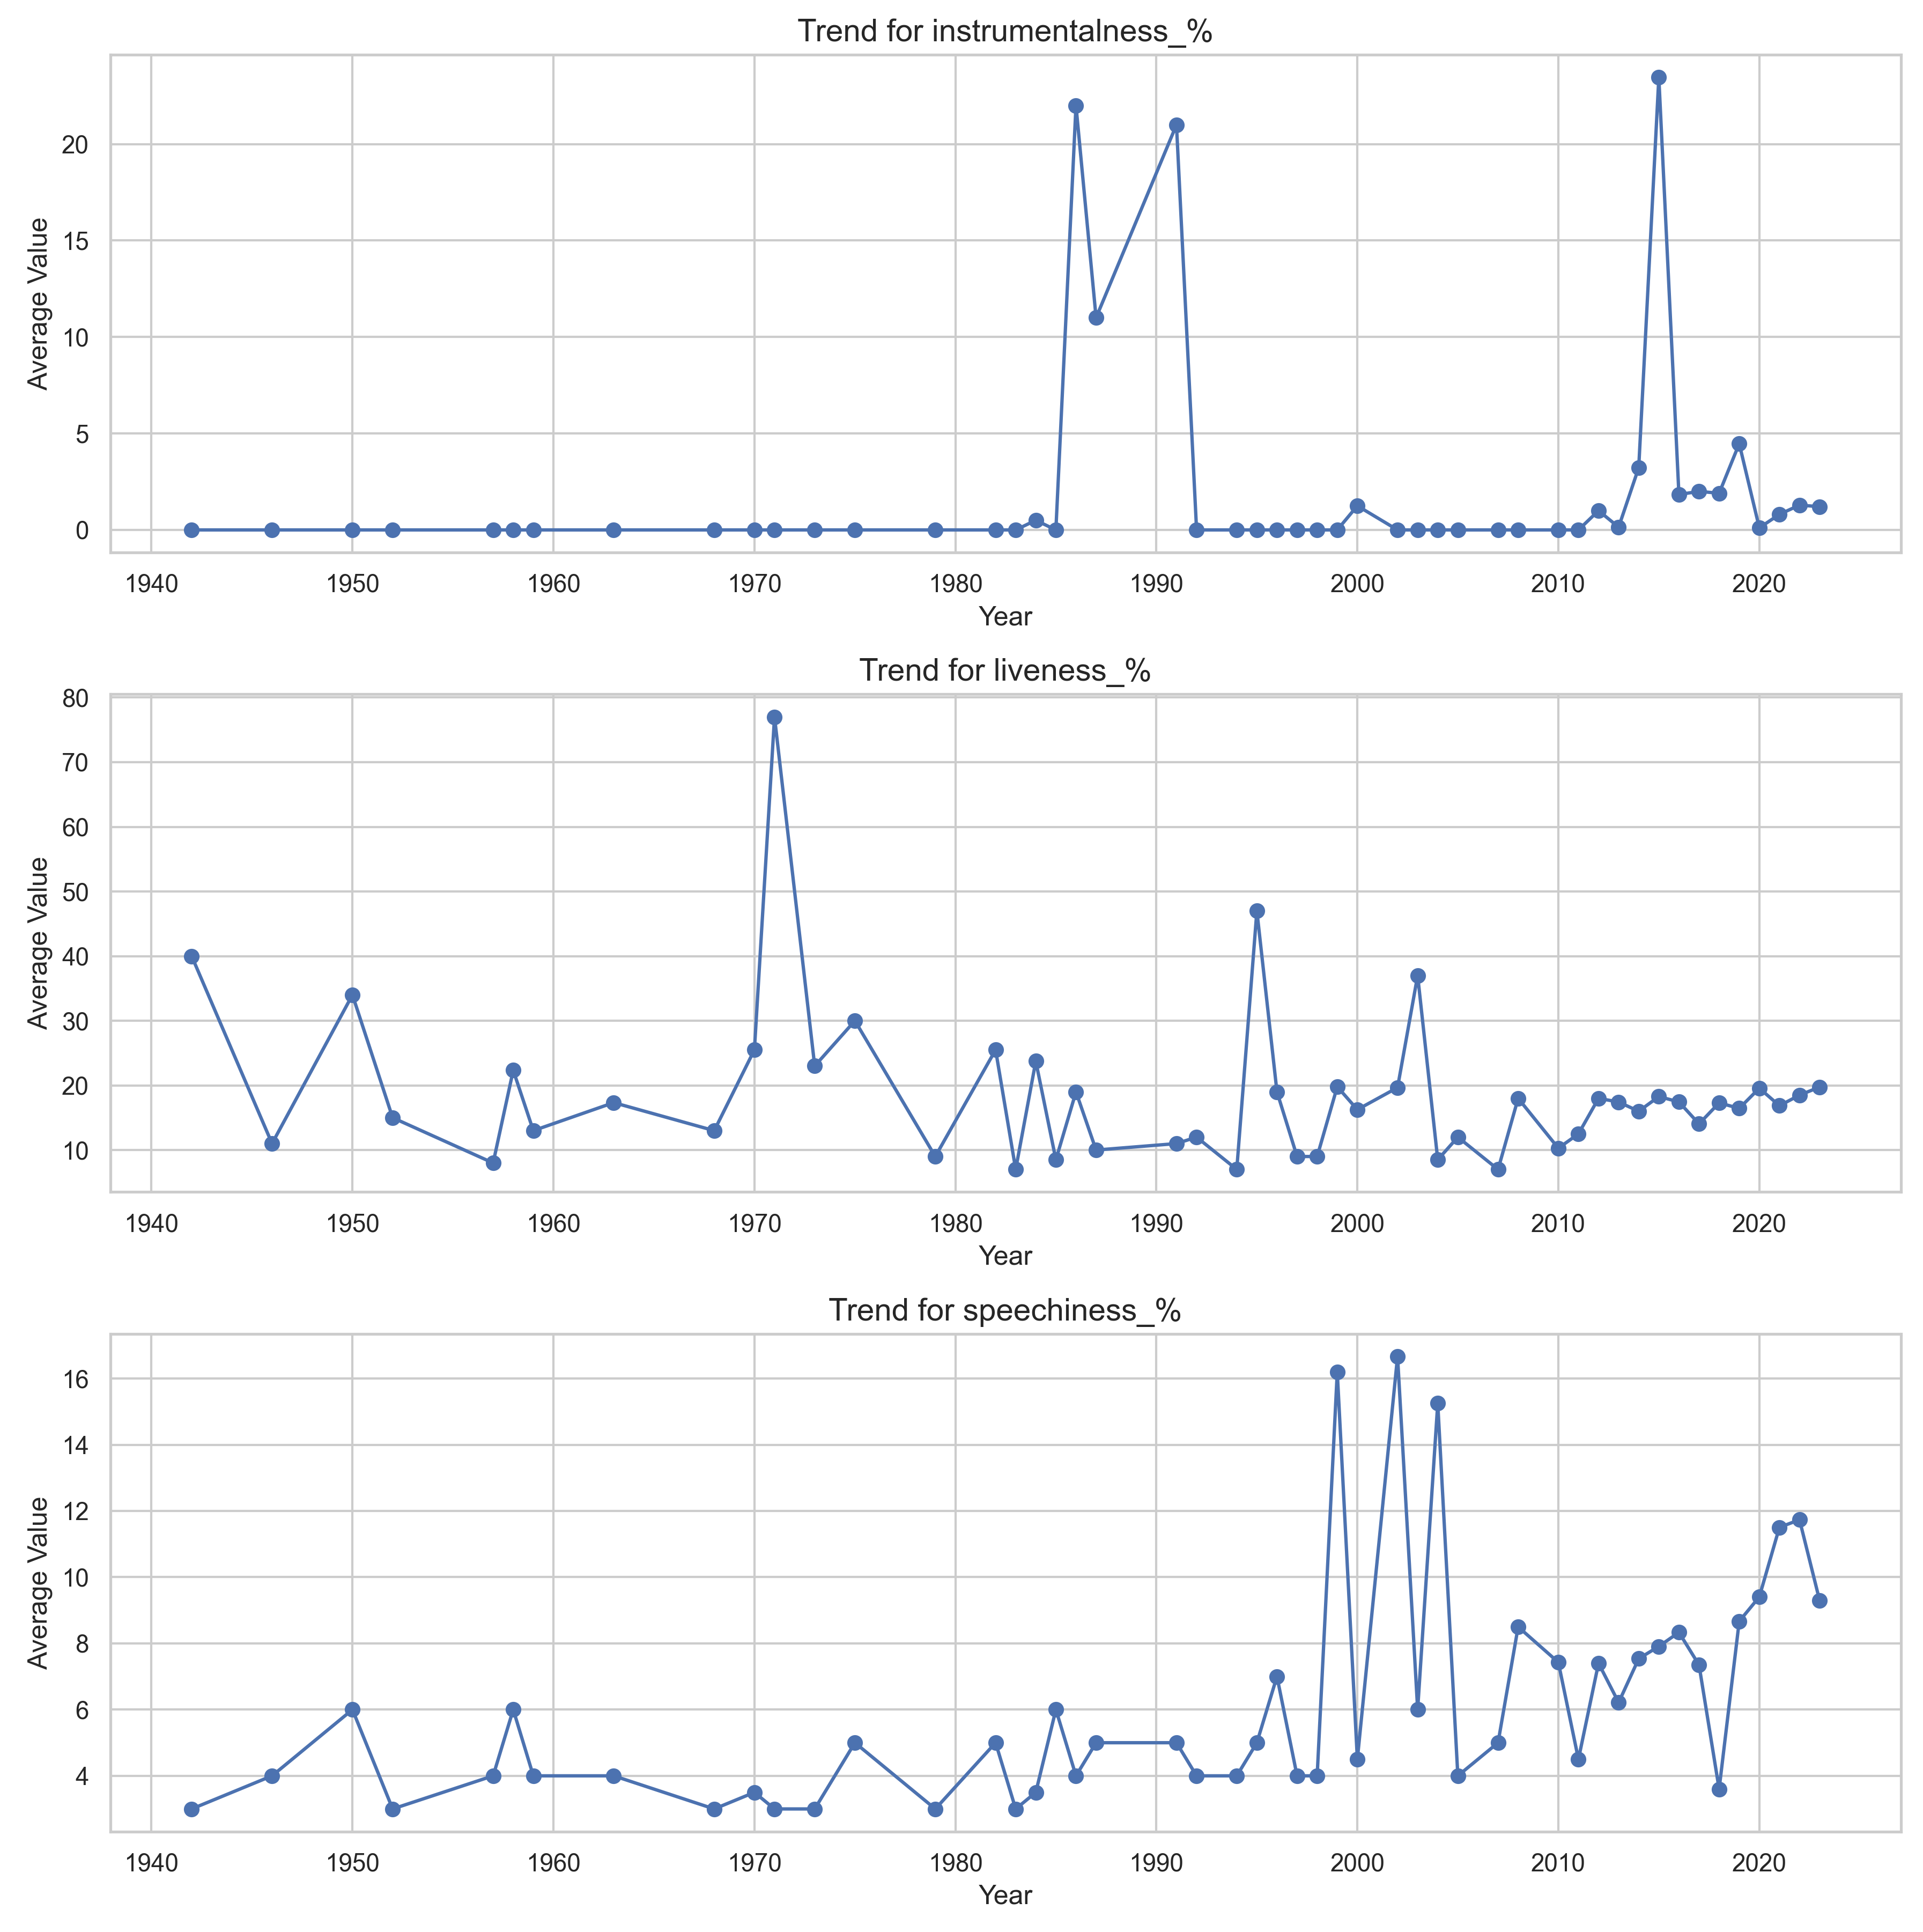 Trend for instrumentalness_%
20
15
10
5
0
Average Value
1940 1950 1960 1970 1980 1990 2000 2010 2020
Year
Trend for liveness_%
80
70
60
50
40
30
20
10
Average Value
1940 1950 1960 1970 1980 1990 2000 2010 2020
Year
Trend for speechiness_%
16
14
12
10
8
6
4
Average Value
1940 1950 1960 1970 1980 1990 2000 2010 2020
Year